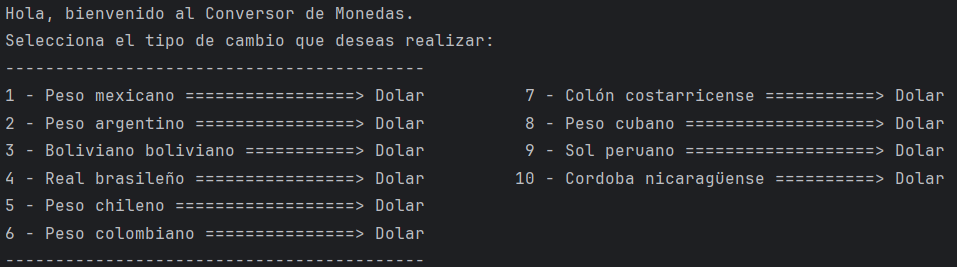 Hola, bienvenido al Conversor de Monedas.
Selecciona el tipo de cambio que deseas realizar:
------------------------------------------
1 - Peso mexicano =================> Dolar          7 - Colón costarricense ===========> Dolar
2 - Peso argentino ================> Dolar          8 - Peso cubano ===================> Dolar
3 - Boliviano boliviano ===========> Dolar          9 - Sol peruano ===================> Dolar
4 - Real brasileño ================> Dolar         10 - Cordoba nicaragüense ==========> Dolar
5 - Peso chileno ==================> Dolar
6 - Peso colombiano ===============> Dolar
------------------------------------------